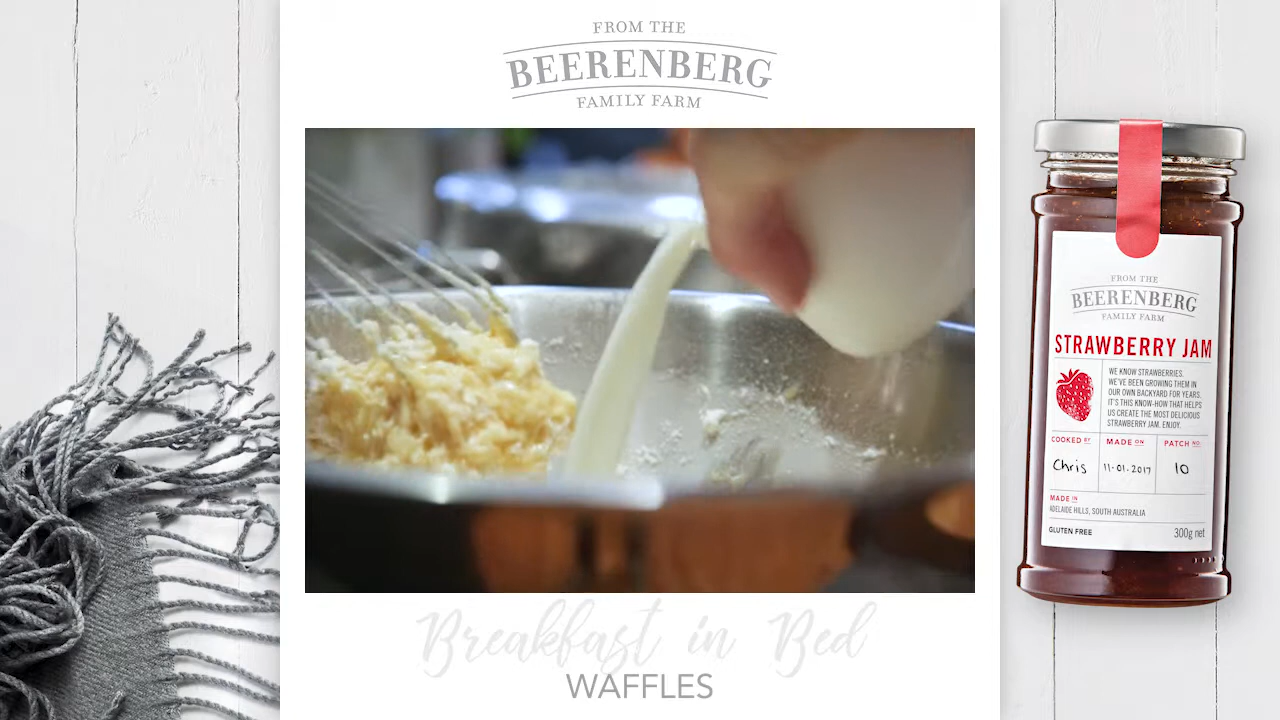 FROM THE
BEERENBERG
FAMILY FARM
Breakfast in Bed
WAFFLES
FROM THE
BEERENBERG
FAMILY FARM
STRAWBERRY JAM
WE KNOW STRAWBERRIES.
WE'VE BEEN GROWING THEM IN
OUR OWN BACKYARD FOR YEARS.
IT'S THIS KNOW-HOW THAT HELPS
US CREATE THE MOST DELICIOUS
STRAWBERRY JAM. ENJOY.
COOKED BY MADE ON PATCH NO.
Chris 11·01·2017 10
MADE IN
ADELAIDE HILLS, SOUTH AUSTRALIA
GLUTEN FREE 300g net